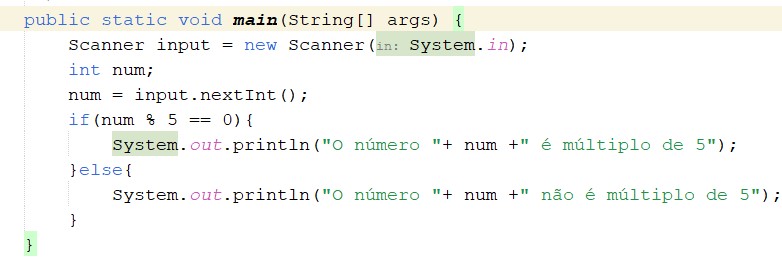 public static void main(String[] args) {
Scanner input = new Scanner(in: System.in);
int num;
num = input.nextInt();
if(num % 5 == 0){
System.out.println("O número "+ num +" é múltiplo de 5");
}else{
System.out.println("O número "+ num +" não é múltiplo de 5");
}
}